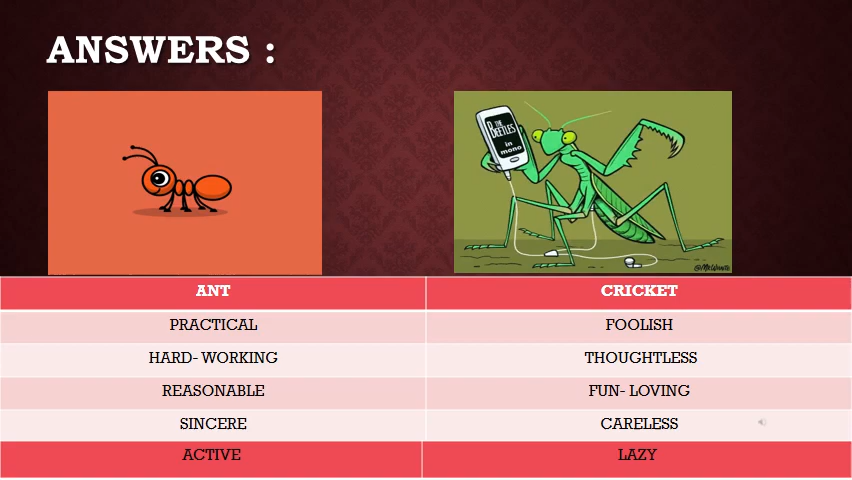 ANSWERS :
THE
BEETLES
in
mono
@MrWante
ANT CRICKET
PRACTICAL FOOLISH
HARD- WORKING THOUGHTLESS
REASONABLE FUN- LOVING
SINCERE CARELESS
ACTIVE LAZY